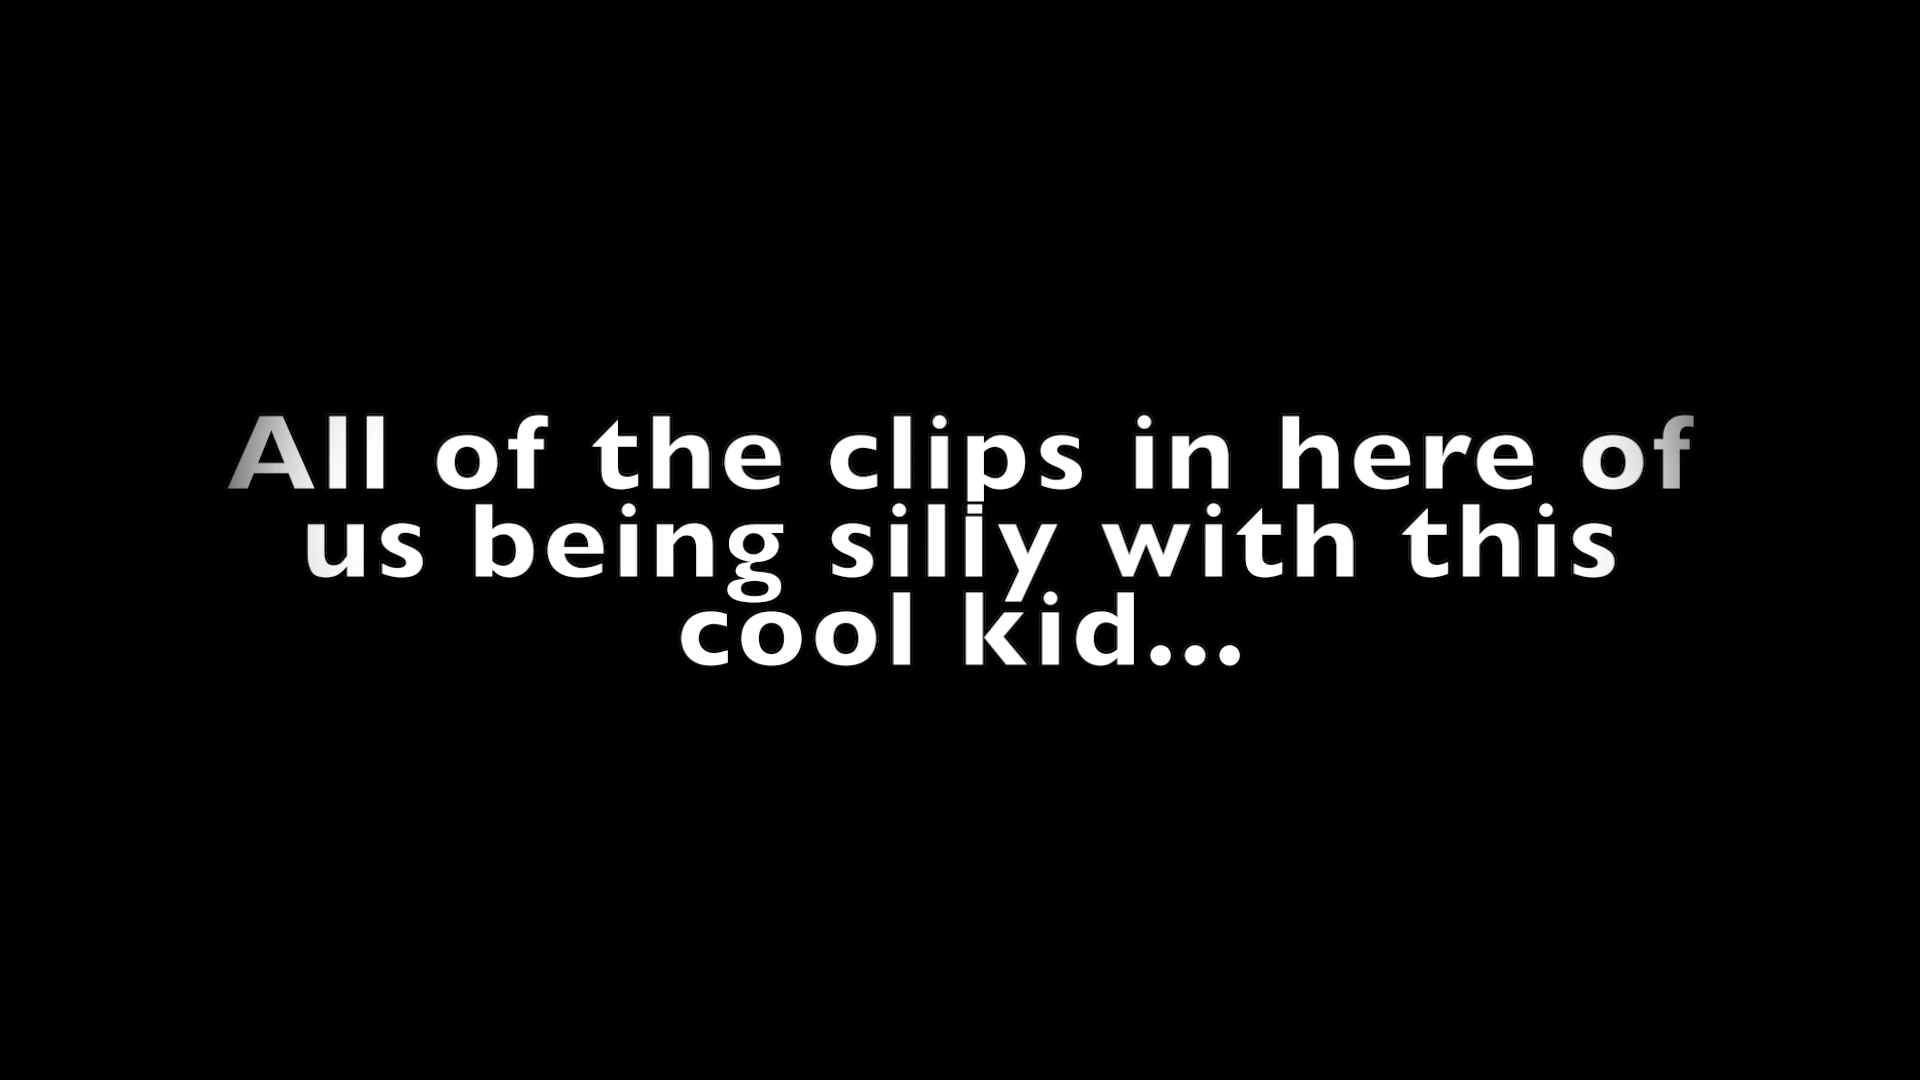 All of the clips in here of
us being silly with this
cool kid...